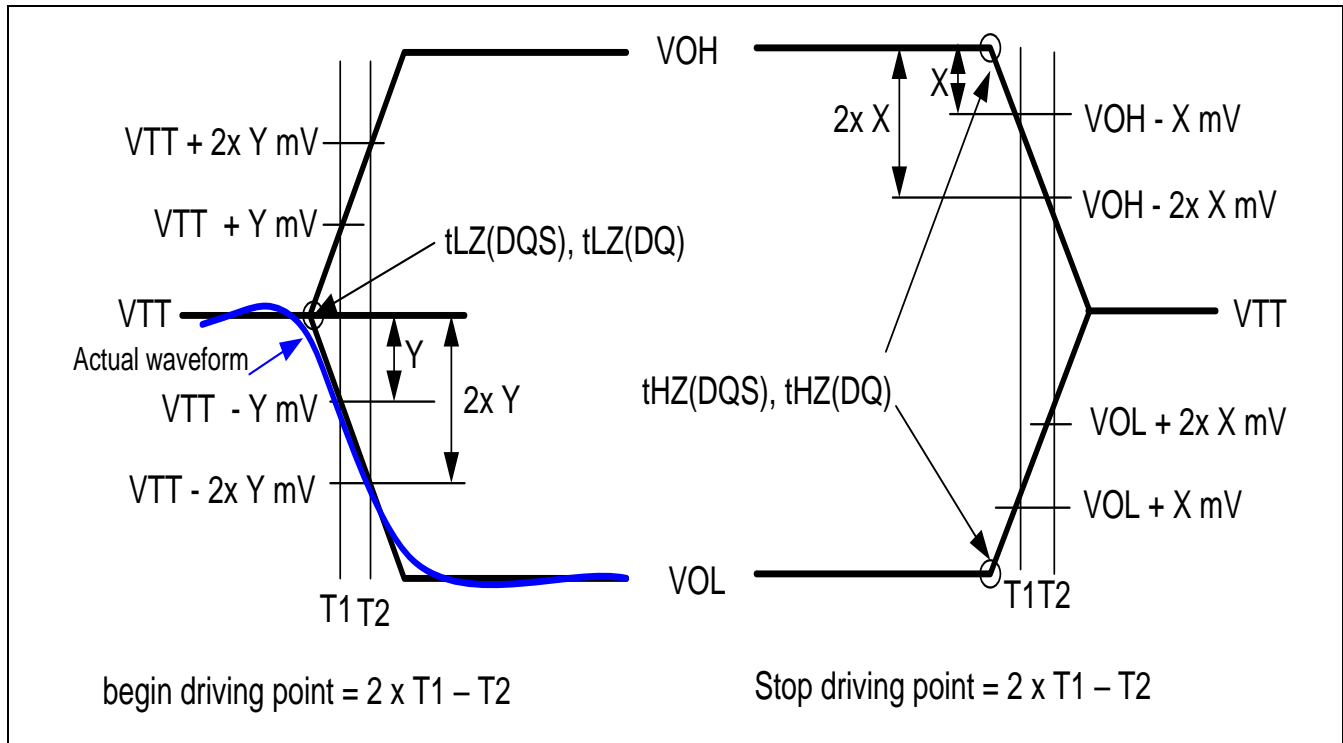 VOH
X
2x X
VOH - X mV
VOH - 2x X mV
VTT + 2x Y mV
VTT + Y mV
tLZ(DQS), tLZ(DQ)
VTT
Actual waveform
Y
2x Y
VTT - Y mV
VTT - 2x Y mV
VTT
tHZ(DQS), tHZ(DQ)
VOL + 2x X mV
VOL + X mV
VOL
T1 T2
T1T2
begin driving point = 2 x T1 – T2
Stop driving point = 2 x T1 – T2